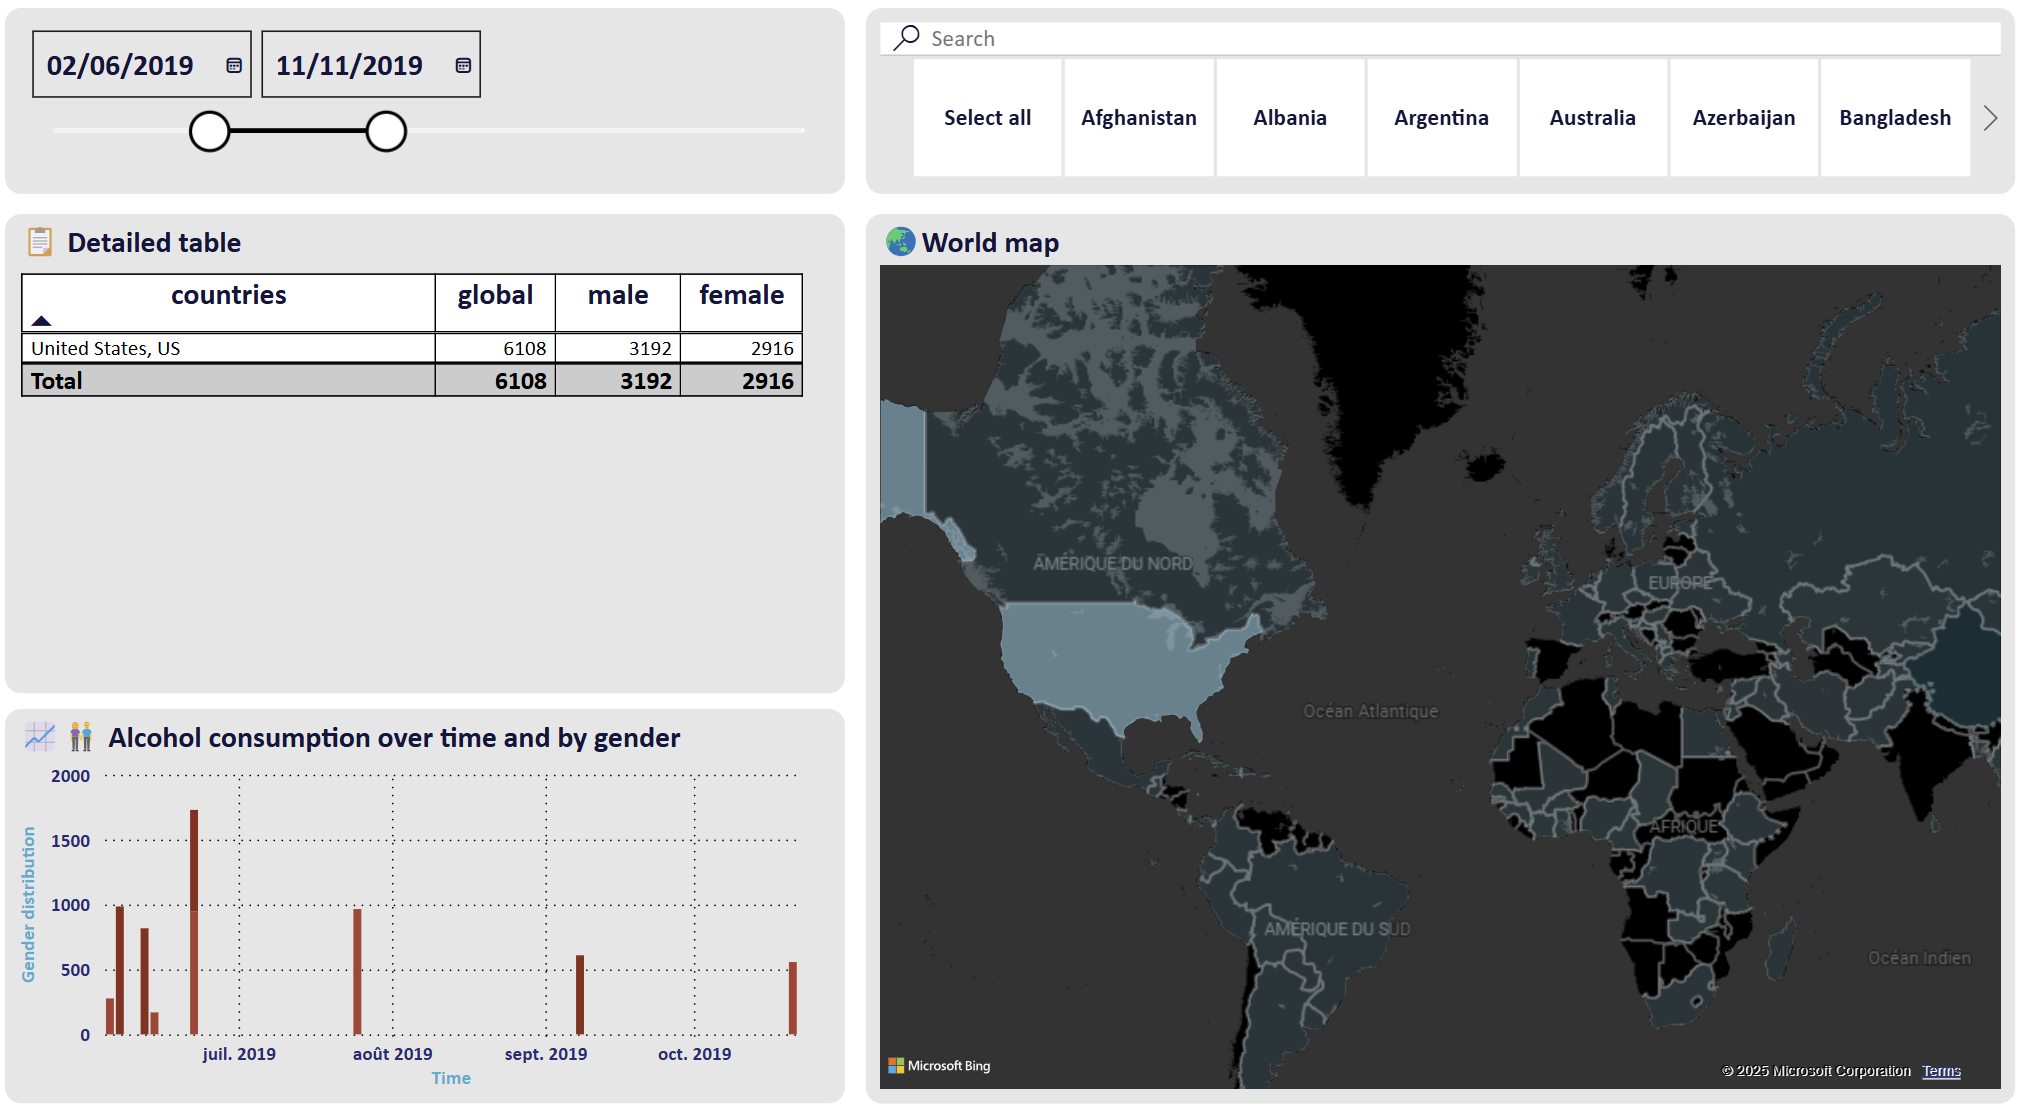 02/06/2019
11/11/2019
Search
Select all
Afghanistan
Albania
Argentina
Australia
Azerbaijan
Bangladesh
Detailed table
countries global male female
United States, US 6108 3192 2916
Total 6108 3192 2916
World map
AMÉRIQUE DU NORD
EUROPE
Océan Atlantique
AFRIQUE
AMÉRIQUE DU SUD
Océan Indien
Microsoft Bing
© 2025 Microsoft Corporation Terms
Alcohol consumption over time and by gender
Gender distribution
2000
1500
1000
500
0
juil. 2019 août 2019 sept. 2019 oct. 2019
Time